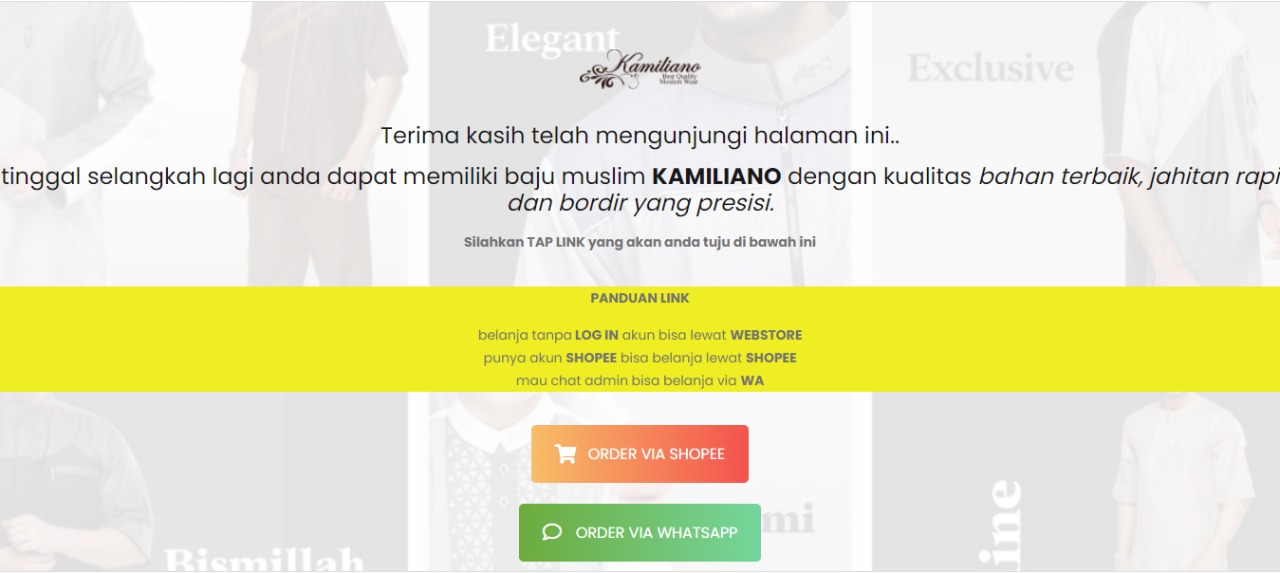 Elegant
Kamiliano
Best Quality
Moslem Wear
Exclusive
Terima kasih telah mengunjungi halaman ini..
tinggal selangkah lagi anda dapat memiliki baju muslim KAMILIANO dengan kualitas bahan terbaik, jahitan rapi
dan bordir yang presisi.
Silahkan TAP LINK yang akan anda tuju di bawah ini
PANDUAN LINK
belanja tanpa LOG IN akun bisa lewat WEBSTORE
punya akun SHOPEE bisa belanja lewat SHOPEE
mau chat admin bisa belanja via WA
ORDER VIA SHOPEE
ORDER VIA WHATSAPP
Bismillah